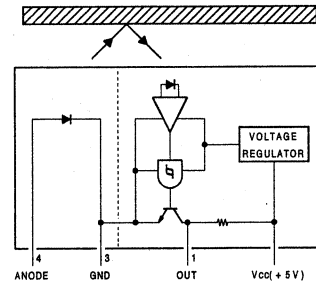 VOLTAGE
REGULATOR
4 3 1
ANODE GND OUT Vcc(+5V)